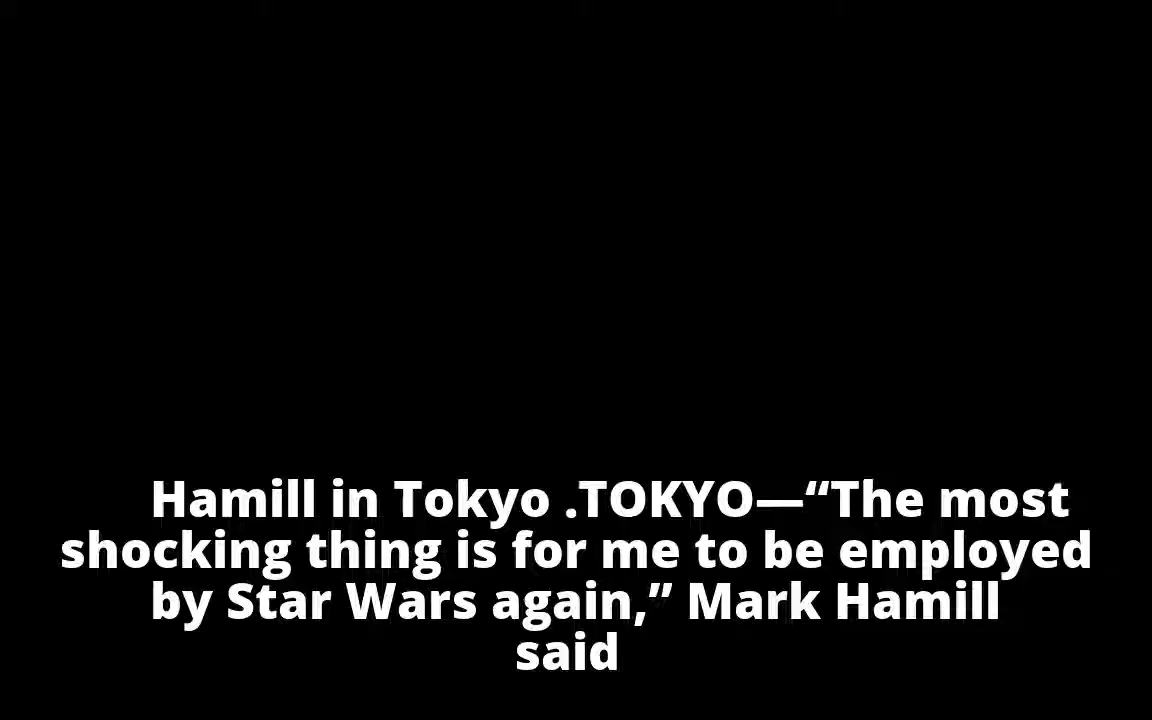 Hamill in Tokyo .TOKYO—“The most
shocking thing is for me to be employed
by Star Wars again,” Mark Hamill
said